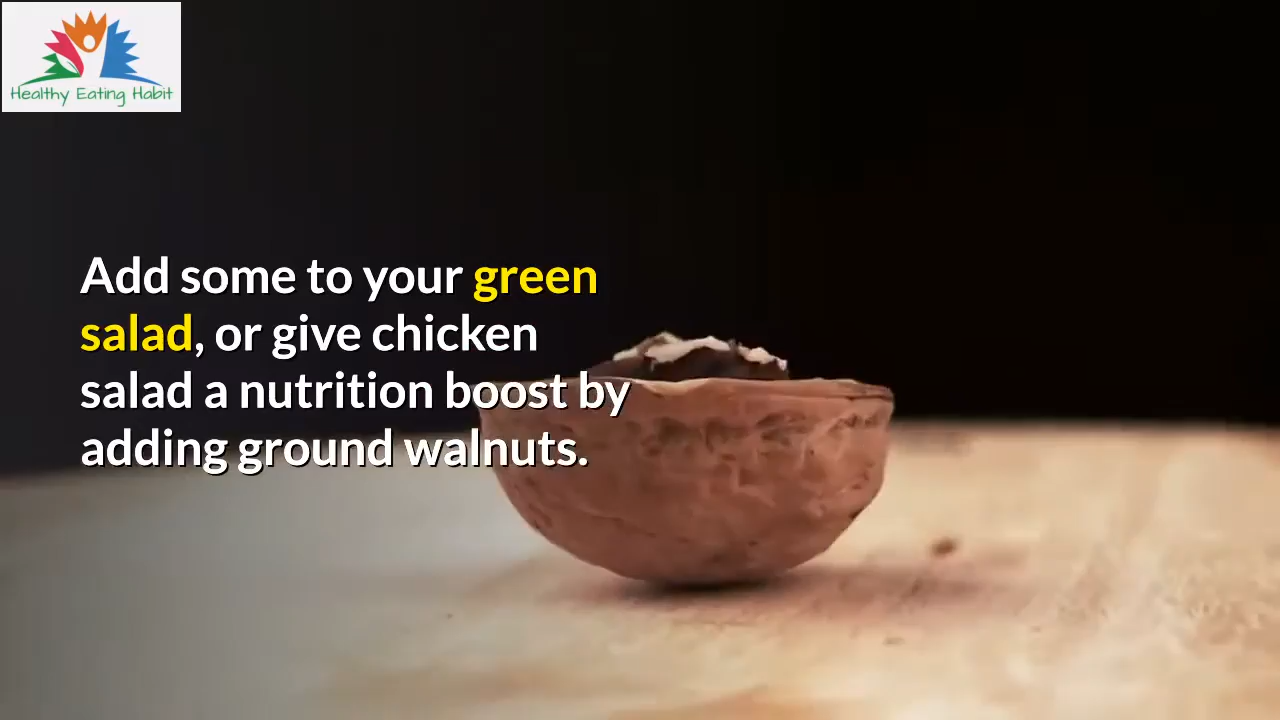 Healthy Eating Habit
Add some to your green
salad, or give chicken
salad a nutrition boost by
adding ground walnuts.